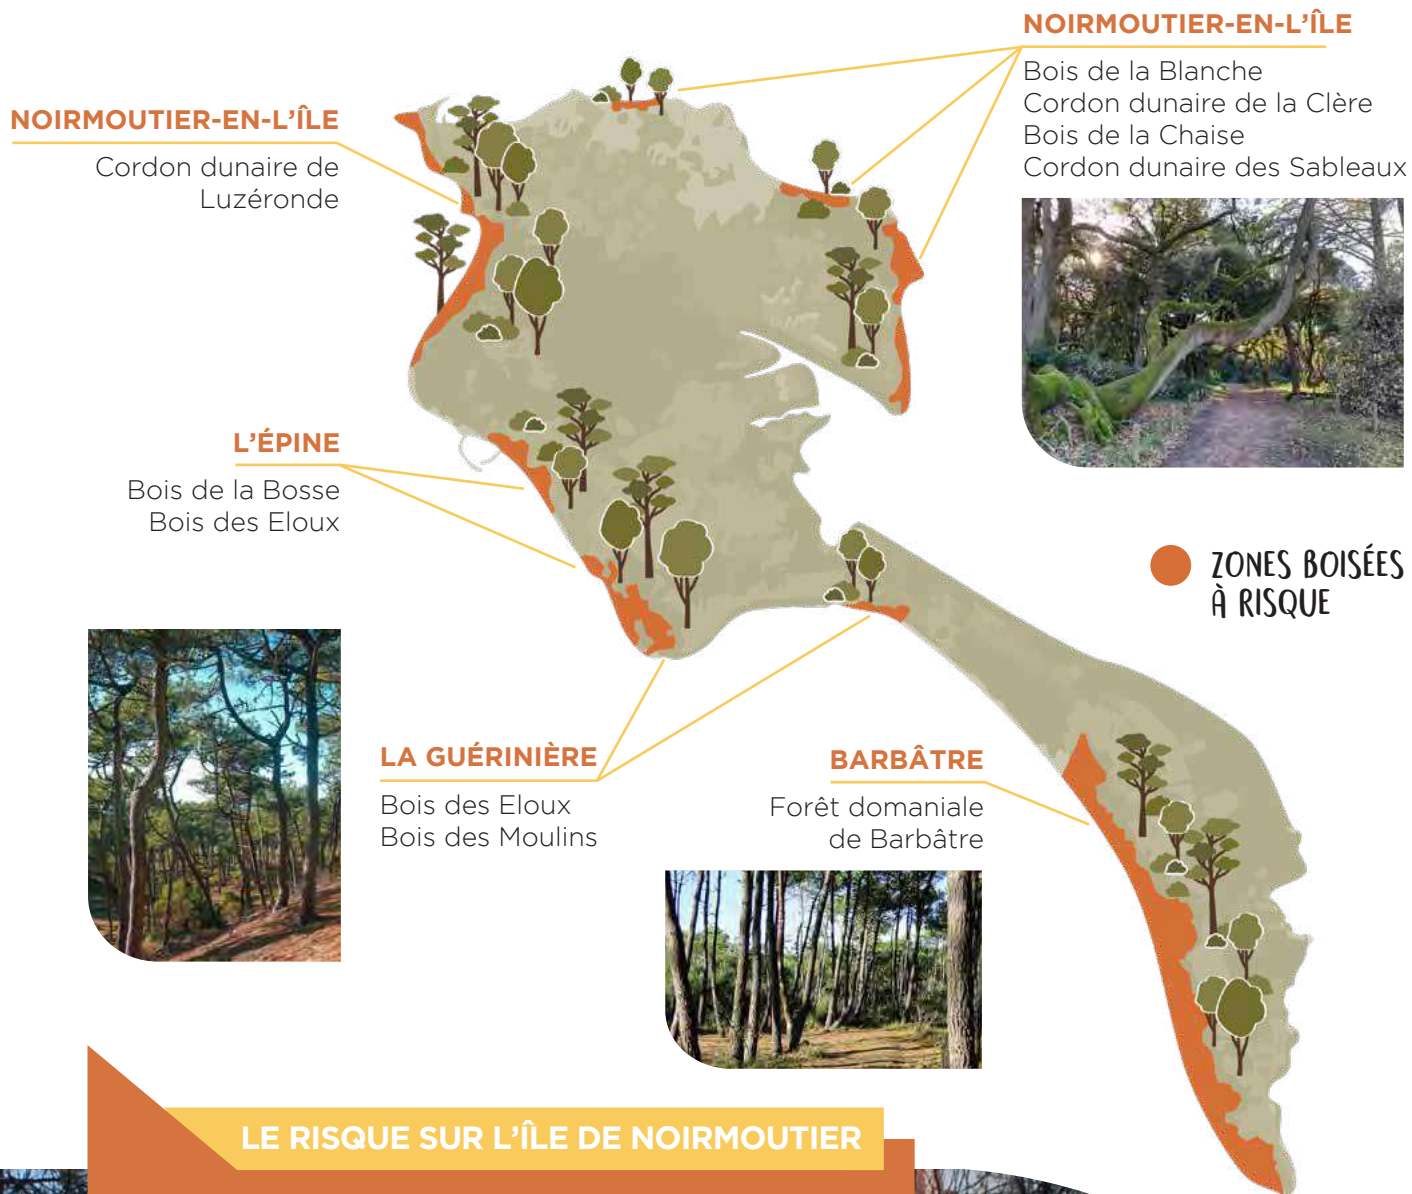 NOIRMOUTIER-EN-L'ÎLE
Cordon dunaire de
Luzéronde
NOIRMOUTIER-EN-L'ÎLE
Bois de la Blanche
Cordon dunaire de la Clère
Bois de la Chaise
Cordon dunaire des Sableaux
L'ÉPINE
Bois de la Bosse
Bois des Eloux
ZONES BOISÉES
À RISQUE
LA GUÉRINIÈRE
Bois des Eloux
Bois des Moulins
BARBÂTRE
Forêt domaniale
de Barbâtre
LE RISQUE SUR L'ÎLE DE NOIRMOUTIER